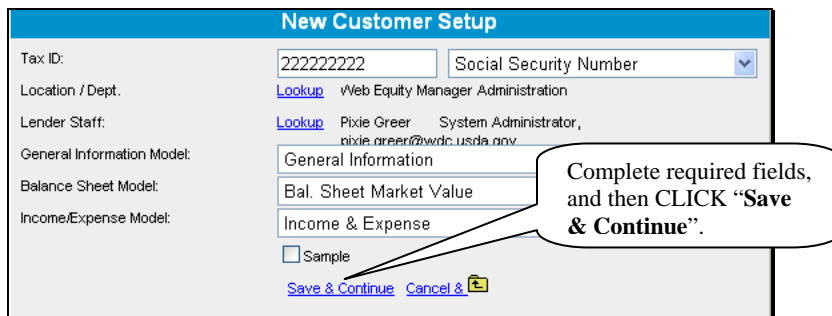 New Customer Setup
Tax ID: 222222222 Social Security Number
Location / Dept. Lookup Web Equity Manager Administration
Lender Staff: Lookup Pixie Greer System Administrator,
pixie.greer@wdc.usda.gov
General Information Model: General Information
Balance Sheet Model: Bal. Sheet Market Value
Income/Expense Model: Income & Expense
Sample
Save & Continue Cancel &
Complete required fields,
and then CLICK “Save
& Continue”.